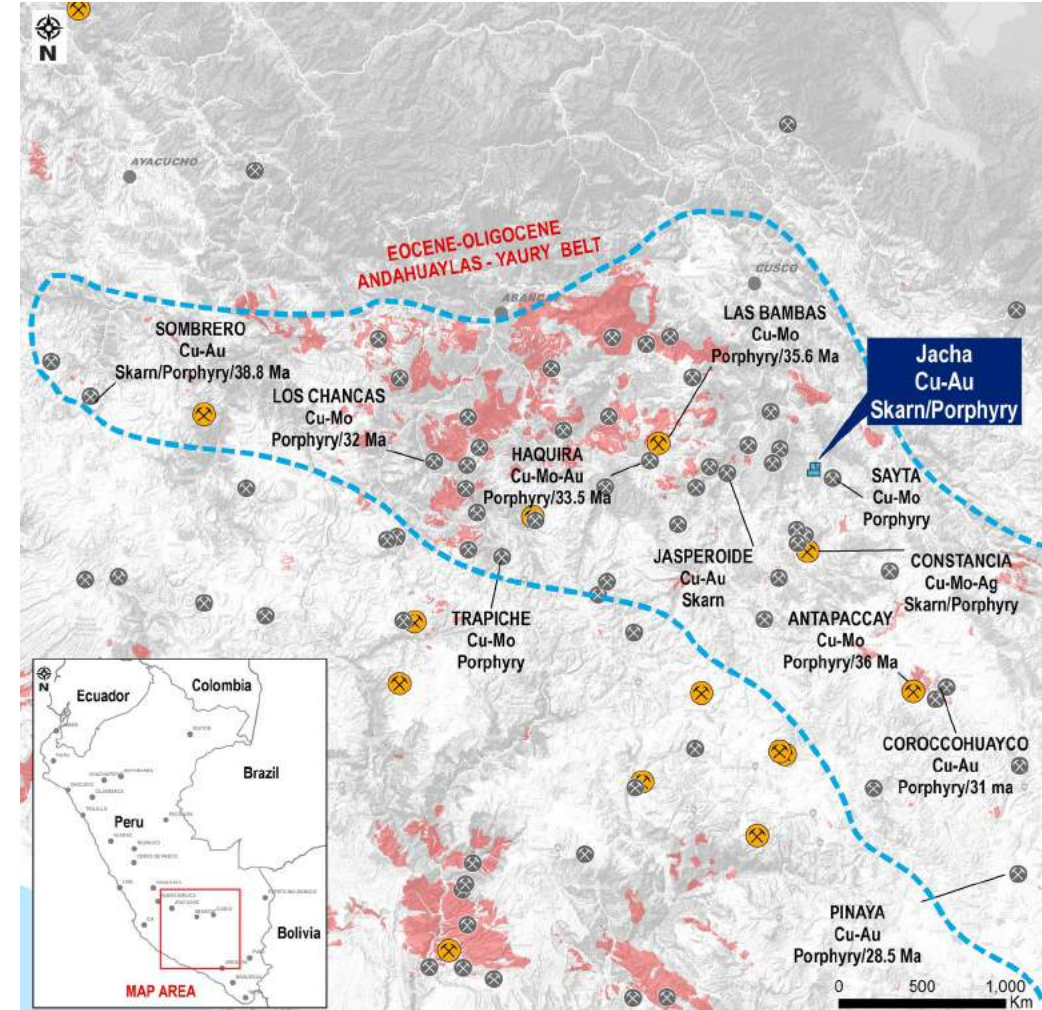 N
AYACUCHO
EOCENE-OLIGOCENE
ANDAHUAYLAS - YAURY BELT
CUSCO
SOMBRERO
Cu-Au
Skarn/Porphyry/38.8 Ma
LAS BAMBAS
Cu-Mo
Porphyry/35.6 Ma
Jacha
Cu-Au
Skarn/Porphyry
LOS CHANCAS
Cu-Mo
Porphyry/32 Ma
HAQUIRA
Cu-Mo-Au
Porphyry/33.5 Ma
SAYTA
Cu-Mo
Porphyry
JASPEROIDE
Cu-Au
Skarn
CONSTANCIA
Cu-Mo-Ag
Skarn/Porphyry
TRAPICHE
Cu-Mo
Porphyry
ANTAPACCAY
Cu-Mo
Porphyry/36 Ma
COROCCOHUAYCO
Cu-Au
Porphyry/31 ma
PINAYA
Cu-Au
Porphyry/28.5 Ma
0 500 1,000
Km
N
Ecuador
Colombia
Brazil
Peru
Bolivia
MAP AREA